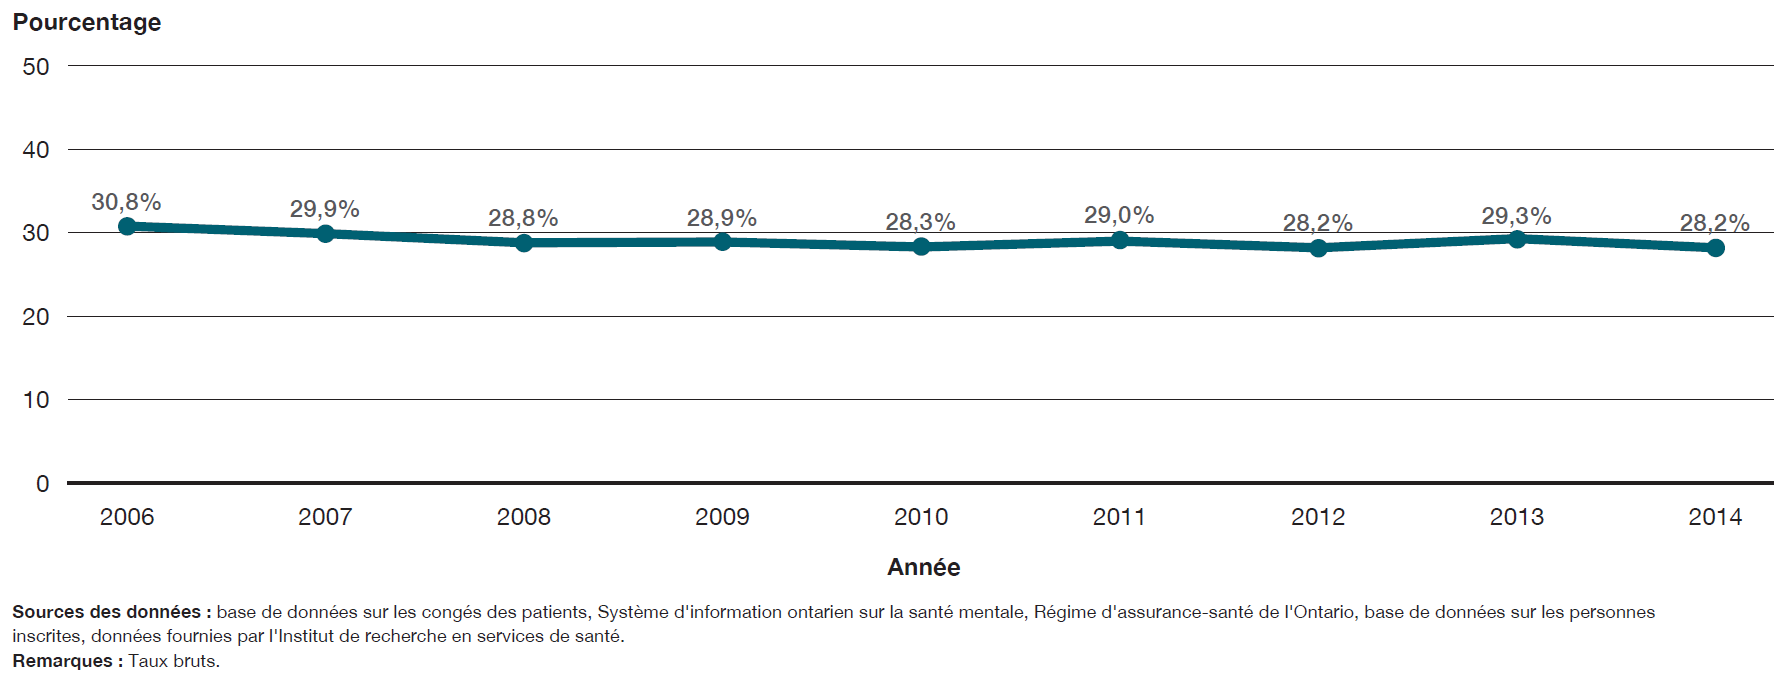 Pourcentage
50
40
30,8%
29,9%
28,8%
28,9%
28,3%
29,0%
28,2%
29,3%
28,2%
30
20
10
0
2006 2007 2008 2009 2010 2011 2012 2013 2014
Année
Sources des données : base de données sur les congés des patients, Système d'information ontarien sur la santé mentale, Régime d'assurance-santé de l'Ontario, base de données sur les personnes
inscrites, données fournies par l'Institut de recherche en services de santé.
Remarques : Taux bruts.